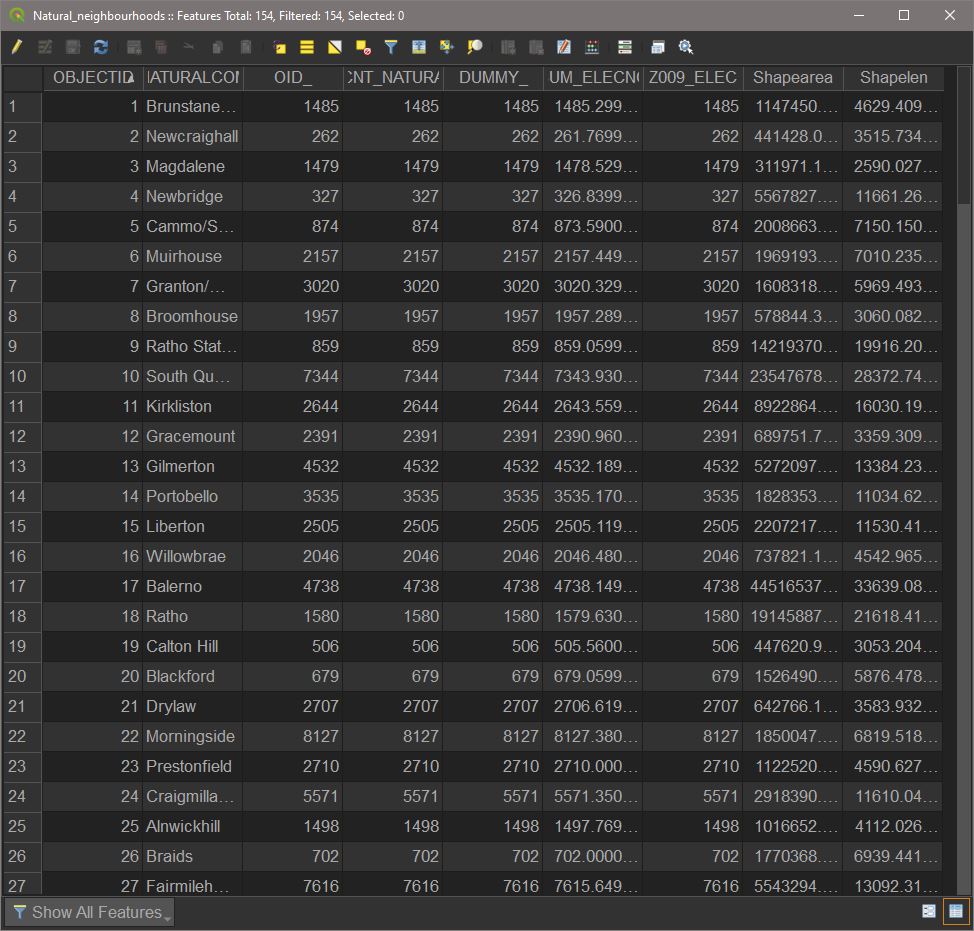 Natural_neighbourhoods :: Features Total: 154, Filtered: 154, Selected: 0
OBJECTID ATURALCO OID_ NT_NATURA DUMMY_ UM_ELECN Z009_ELEC Shapearea Shapelen
1 1 Brunstane… 1485 1485 1485 1485.299… 1485 1147450.… 4629.409…
2 2 Newcraighall 262 262 262 261.7699… 262 441428.0… 3515.734…
3 3 Magdalene 1479 1479 1479 1478.529… 1479 311971.1… 2590.027…
4 4 Newbridge 327 327 327 326.8399… 327 5567827.… 11661.26…
5 5 Cammo/S… 874 874 874 873.5900… 874 2008663.… 7150.150…
6 6 Muirhouse 2157 2157 2157 2157.449… 2157 1969193.… 7010.235…
7 7 Granton/… 3020 3020 3020 3020.329… 3020 1608318.… 5969.493…
8 8 Broomhouse 1957 1957 1957 1957.289… 1957 578844.3… 3060.082…
9 9 Ratho Stat… 859 859 859 859.0599… 859 14219370… 19916.20…
10 10 South Qu… 7344 7344 7344 7343.930… 7344 23547678… 28372.74…
11 11 Kirkliston 2644 2644 2644 2643.559… 2644 8922864.… 16030.19…
12 12 Gracemount 2391 2391 2391 2390.960… 2391 689751.7… 3359.309…
13 13 Gilmerton 4532 4532 4532 4532.189… 4532 5272097.… 13384.23…
14 14 Portobello 3535 3535 3535 3535.170… 3535 1828353.… 11034.62…
15 15 Liberton 2505 2505 2505 2505.119… 2505 2207217.… 11530.41…
16 16 Willowbrae 2046 2046 2046 2046.480… 2046 737821.1… 4542.965…
17 17 Balerno 4738 4738 4738 4738.149… 4738 44516537… 33639.08…
18 18 Ratho 1580 1580 1580 1579.630… 1580 19145887… 21618.41…
19 19 Calton Hill 506 506 506 505.5600… 506 447620.9… 3053.204…
20 20 Blackford 679 679 679 679.0599… 679 1526490.… 5876.478…
21 21 Drylaw 2707 2707 2707 2706.619… 2707 642766.1… 3583.932…
22 22 Morningside 8127 8127 8127 8127.380… 8127 1850047.… 6819.518…
23 23 Prestonfield 2710 2710 2710 2710.000… 2710 1122520.… 4590.627…
24 24 Craigmilla… 5571 5571 5571 5571.350… 5571 2918390.… 11610.04…
25 25 Alnwickhill 1498 1498 1498 1497.769… 1498 1016652.… 4112.026…
26 26 Braids 702 702 702 702.0000… 702 1770368.… 6939.441…
27 27 Fairmileh… 7616 7616 7616 7615.649… 7616 5543294.… 13092.31…
Show All Features